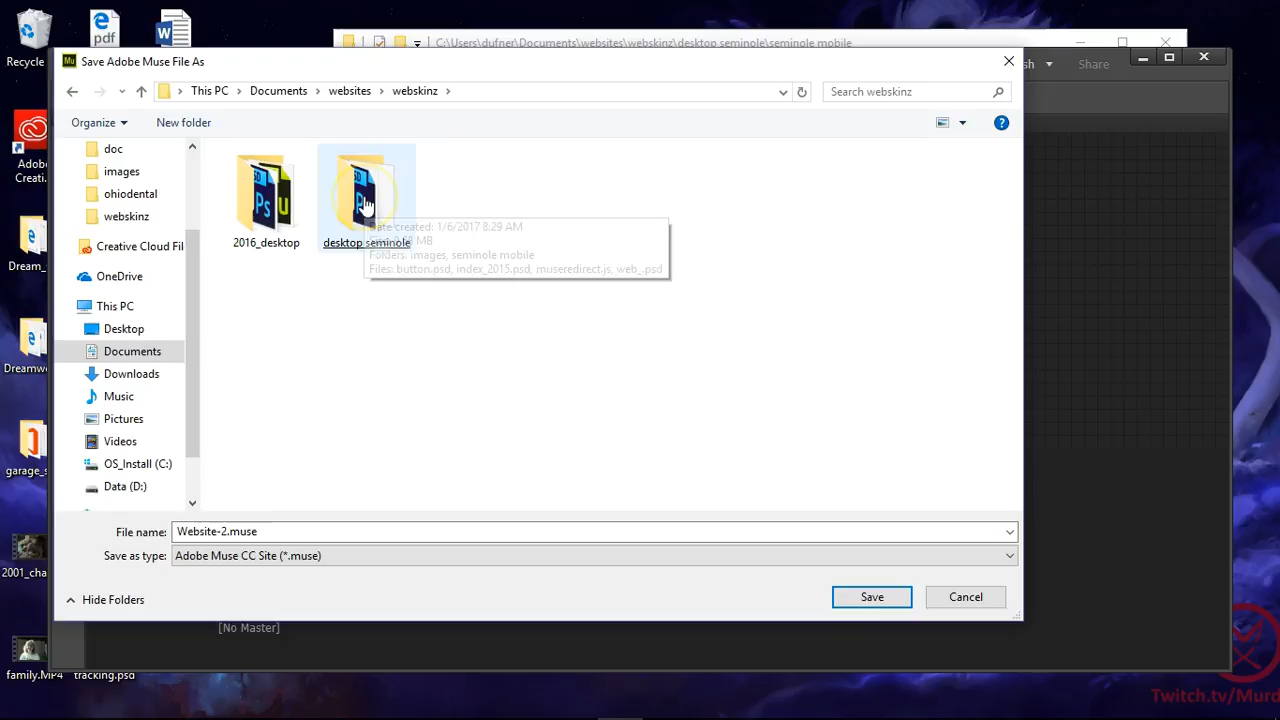 Recycle
pdf
C:\Users\dufner\Documents\websites\webskinz\desktop seminole\seminole mobile
Mu Save Adobe Muse File As
sh
Share
This PC
Documents
websites
webskinz
Search webskinz
Organize
New folder
?
doc
images
ohiodental
webskinz
Creative Cloud Fil
OneDrive
This PC
Desktop
Documents
Downloads
Music
Pictures
Videos
OS_Install (C:)
Data (D:)
2016_desktop
desktop seminole
Date created: 1/6/2017 8:29 AM
MB
Folders: images, seminole mobile
Files: button.psd, index_2015.psd, museredirect.js, web_.psd
Adobe
Creati...
Dream_
Dreamw
garage_s
2001_cha
family.MP4
tracking.psd
File name:
Website-2.muse
Save as type:
Adobe Muse CC Site (*.muse)
Hide Folders
Save
Cancel
[No Master]
Twitch.tv/Murd